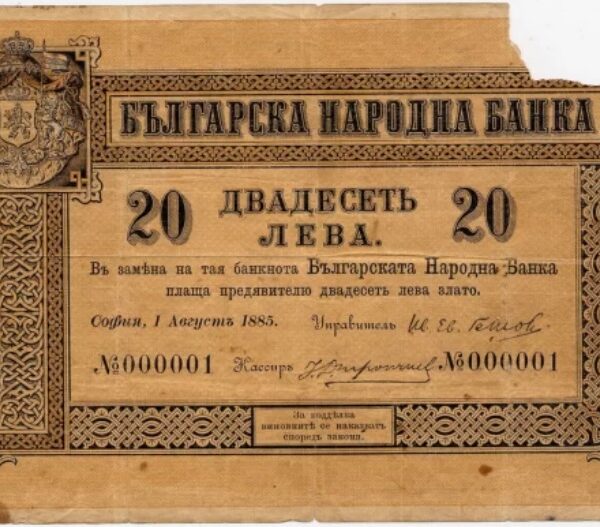 БЪЛГАРСКА НАРОДНА БАНКА
20 ДВАДЕСЕТЬ 20
ЛЕВА.
Въ замѣна на тая банкнота Българската Народна Банка
плаща предявителю двадесеть лева злато.
София, 1 Августъ 1885. Управитель Ив. Ев. Гешов
№000001 Кассиръ №000001
За поддѣлка
виновнитѣ се наказватъ
споредъ закона.